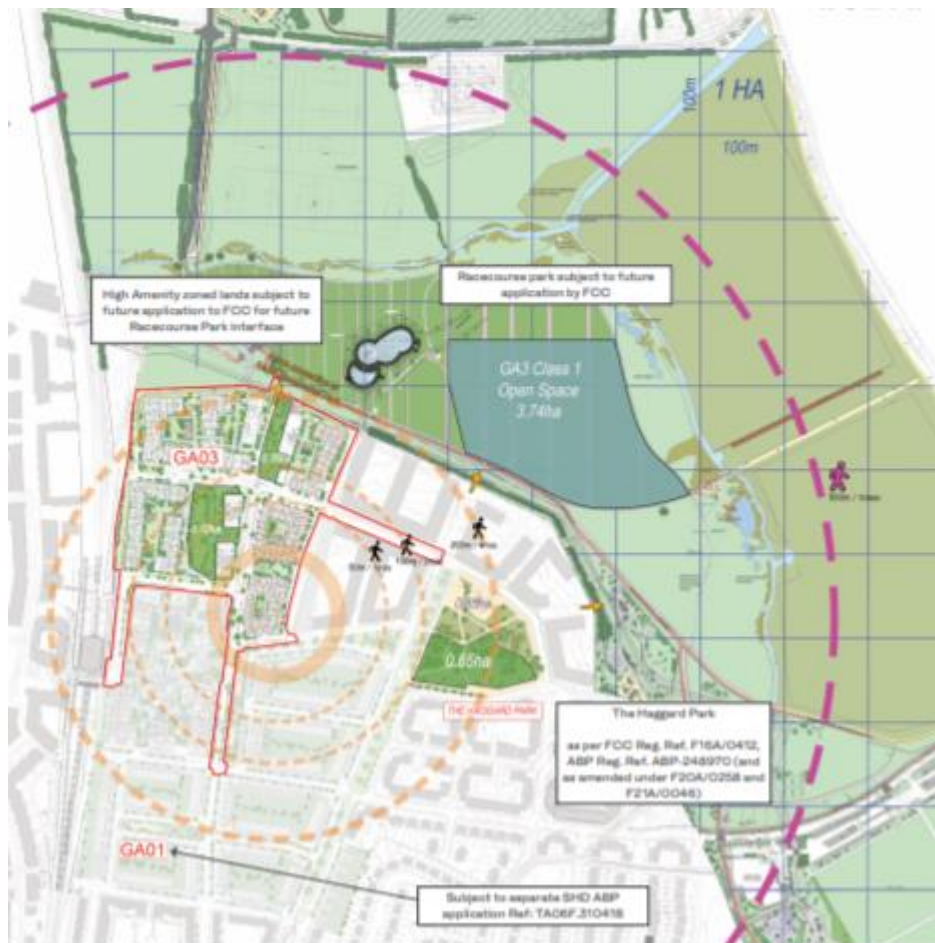 100m
1 HA
100m
High Amenity zoned lands subject to
future application to FCC for future
Racecourse Park interface
Racecourse park subject to future
application by FCC
GA3 Class 1
Open Space
3.74ha
GA03
0.65ha
THE HAGGARD PARK
The Haggard Park
as per FCC Reg. Ref. F16A/0412,
ABP Reg. Ref. ABP-248970 (and
as amended under F20A/0258 and
F21A/0046)
GA01
Subject to separate SHD ABP
application Ref: TA06F.310418